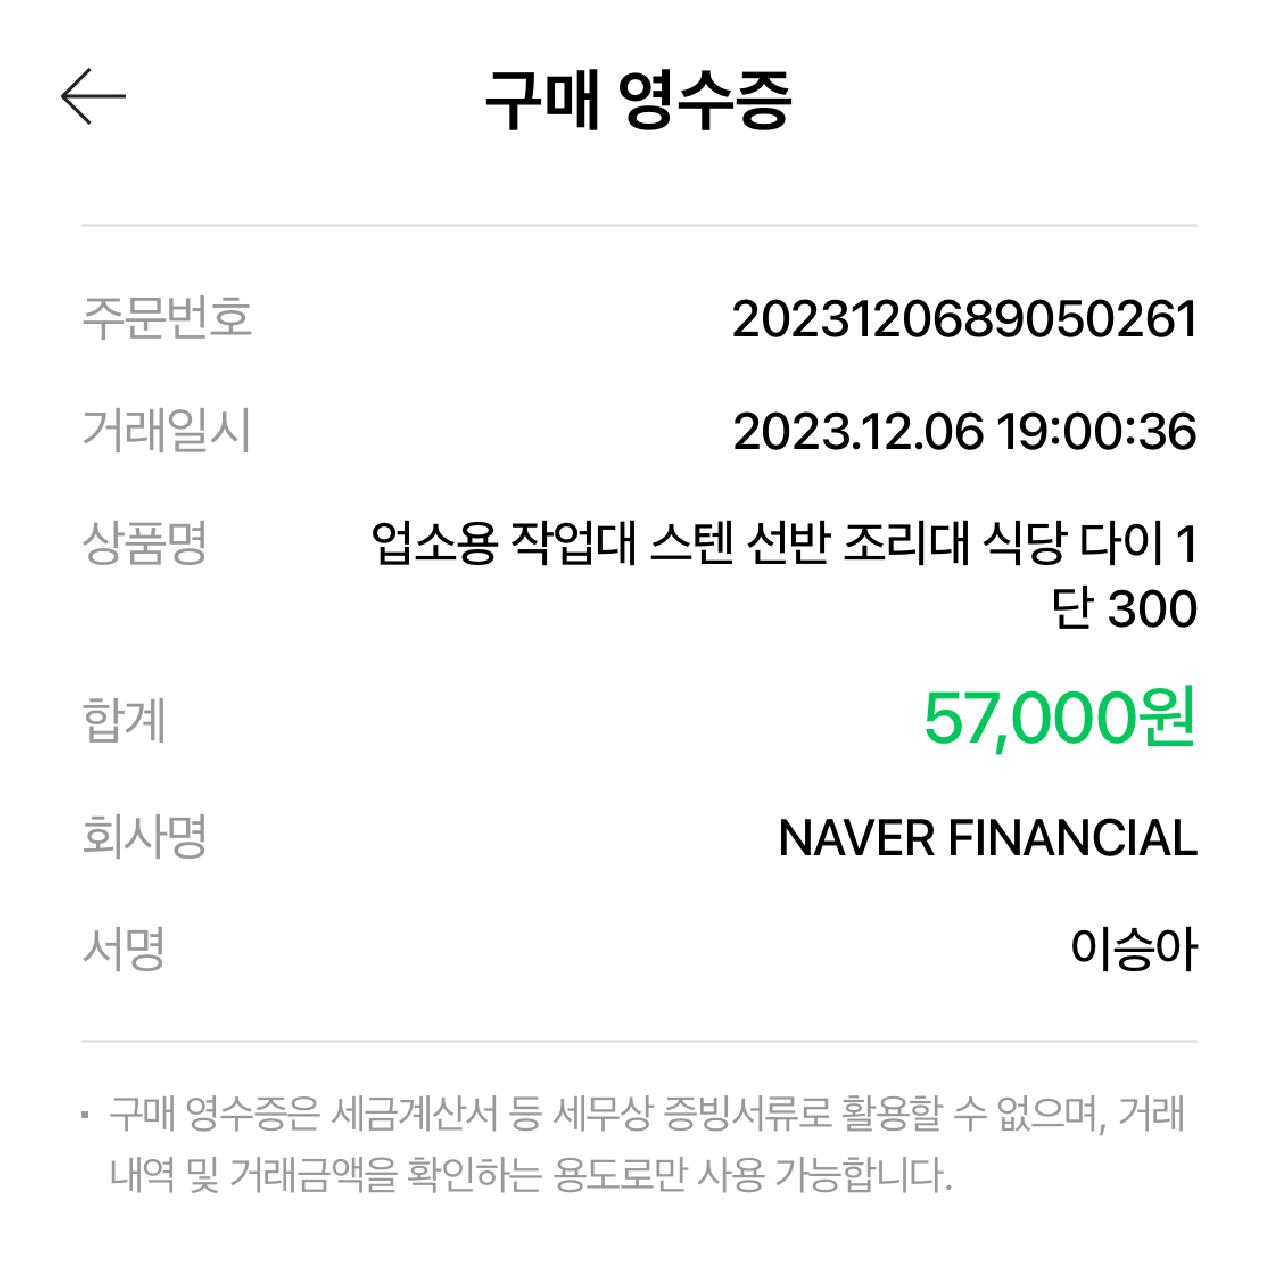 구매 영수증
주문번호 2023120689050261
거래일시 2023.12.06 19:00:36
상품명 업소용 작업대 스텐 선반 조리대 식당 다이 1
단 300
합계 57,000원
회사명 NAVER FINANCIAL
서명 이승아
▪ 구매 영수증은 세금계산서 등 세무상 증빙서류로 활용할 수 없으며, 거래
내역 및 거래금액을 확인하는 용도로만 사용 가능합니다.